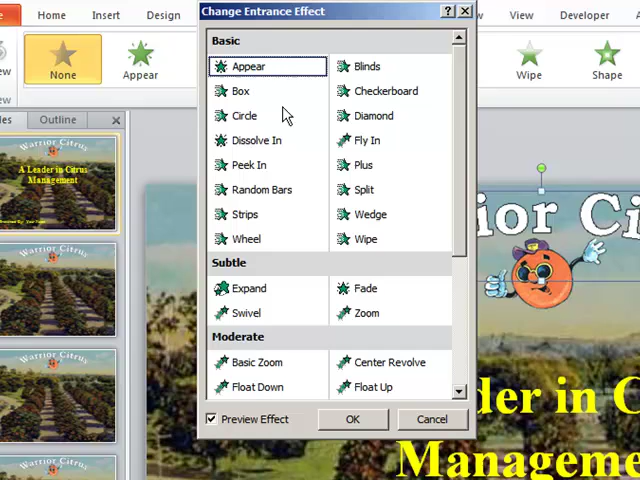 Change Entrance Effect
Home Insert Design View Developer
None Appear Wipe Shape
Outline
Warrior Citrus
A Leader in Citrus
Management
Warrior Citrus
Warrior Citrus
Warrior Citrus
Basic
Appear Blinds
Box Checkerboard
Circle Diamond
Dissolve In Fly In
Peek In Plus
Random Bars Split
Strips Wedge
Wheel Wipe
Subtle
Expand Fade
Swivel Zoom
Moderate
Basic Zoom Center Revolve
Float Down Float Up
Preview Effect OK Cancel
ior Ci
der in C
Manageme